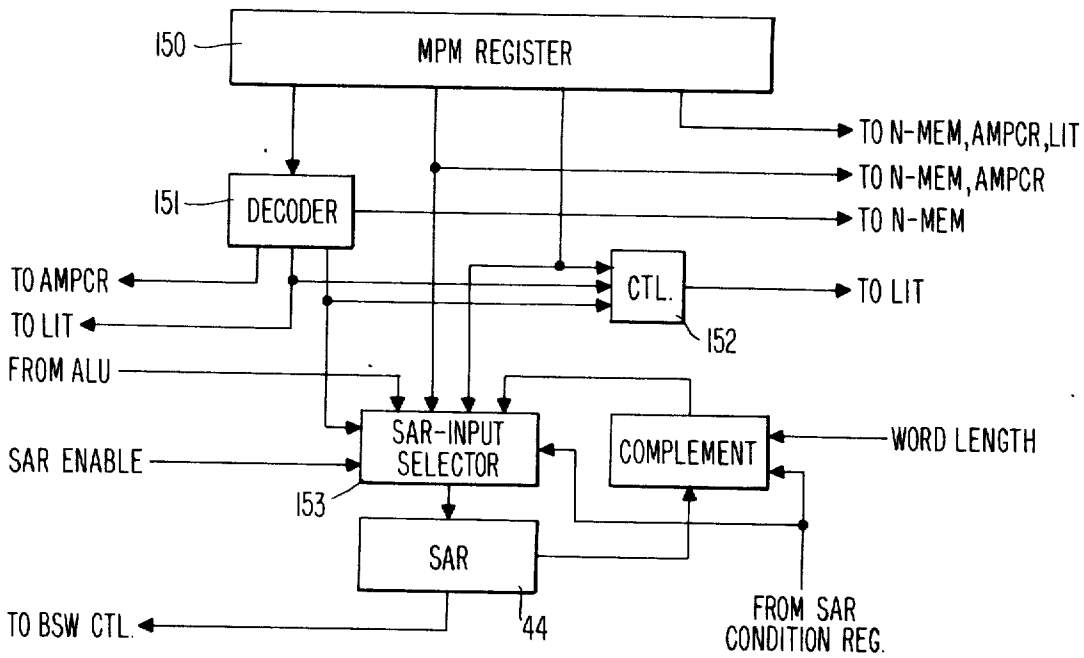 150
MPM REGISTER
TO N-MEM, AMPCR, LIT
TO N-MEM, AMPCR
151
DECODER
TO N-MEM
TO AMPCR
CTL.
TO LIT
TO LIT
152
FROM ALU
SAR-INPUT
SELECTOR
COMPLEMENT
WORD LENGTH
SAR ENABLE
153
SAR
44
TO BSW CTL.
FROM SAR
CONDITION REG.